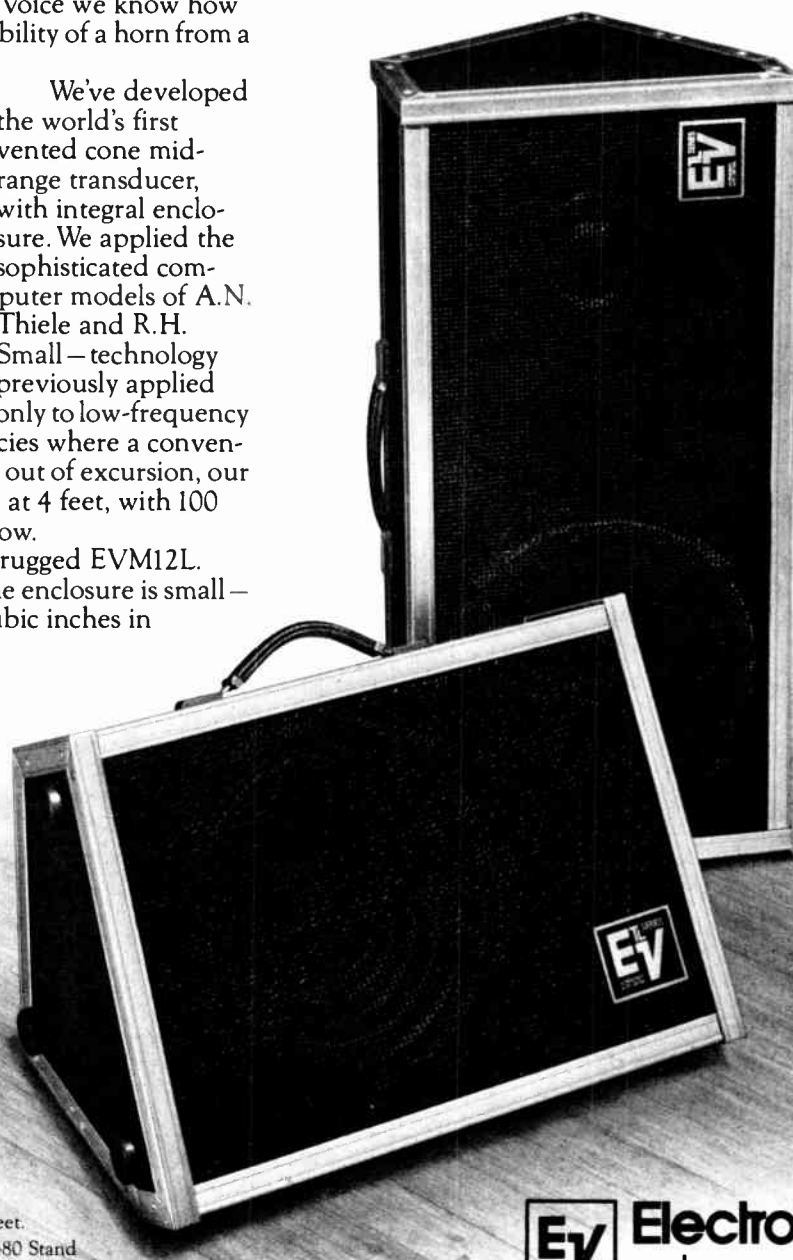 voice we know how
bility of a horn from a
We've developed
the world's first
vented cone mid-
range transducer,
with integral enclo-
sure. We applied the
sophisticated com-
puter models of A.N.
Thiele and R.H.
Small — technology
previously applied
only to low-frequency
cies where a conven-
out of excursion, our
at 4 feet, with 100
ow.
rugged EVM12L.
e enclosure is small —
ubic inches in
EV
EV
eet.
-80 Stand
EV Electro